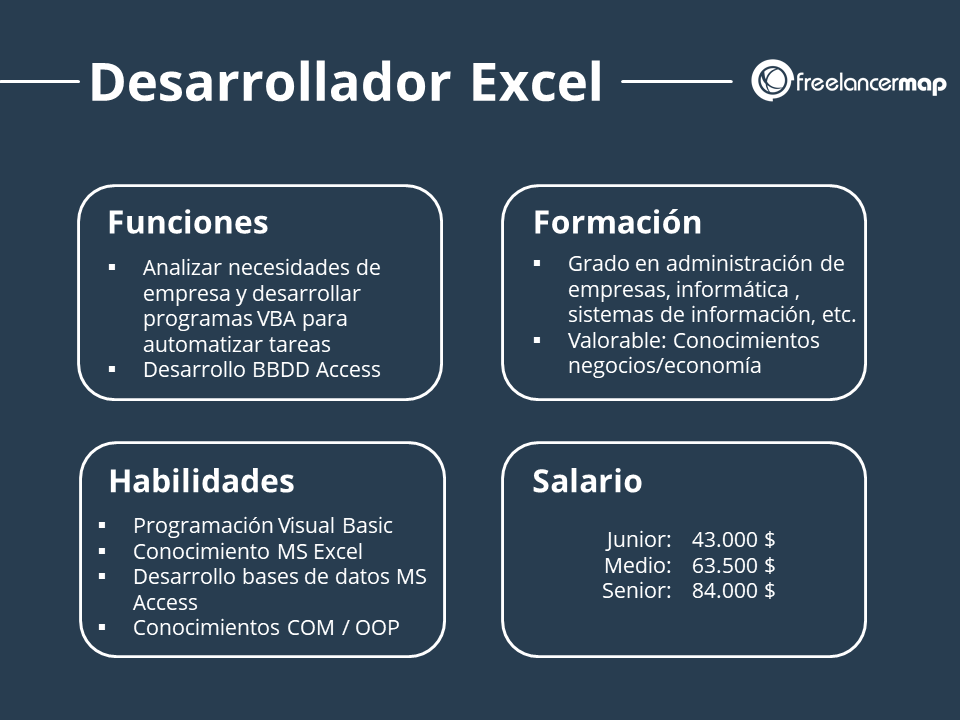 Desarrollador Excel
freelancermap
Funciones
▪ Analizar necesidades de
empresa y desarrollar
programas VBA para
automatizar tareas
▪ Desarrollo BBDD Access
Formación
▪ Grado en administración de
empresas, informática ,
sistemas de información, etc.
▪ Valorable: Conocimientos
negocios/economía
Habilidades
▪ Programación Visual Basic
▪ Conocimiento MS Excel
▪ Desarrollo bases de datos MS
Access
▪ Conocimientos COM / OOP
Salario
Junior: 43.000 $
Medio: 63.500 $
Senior: 84.000 $